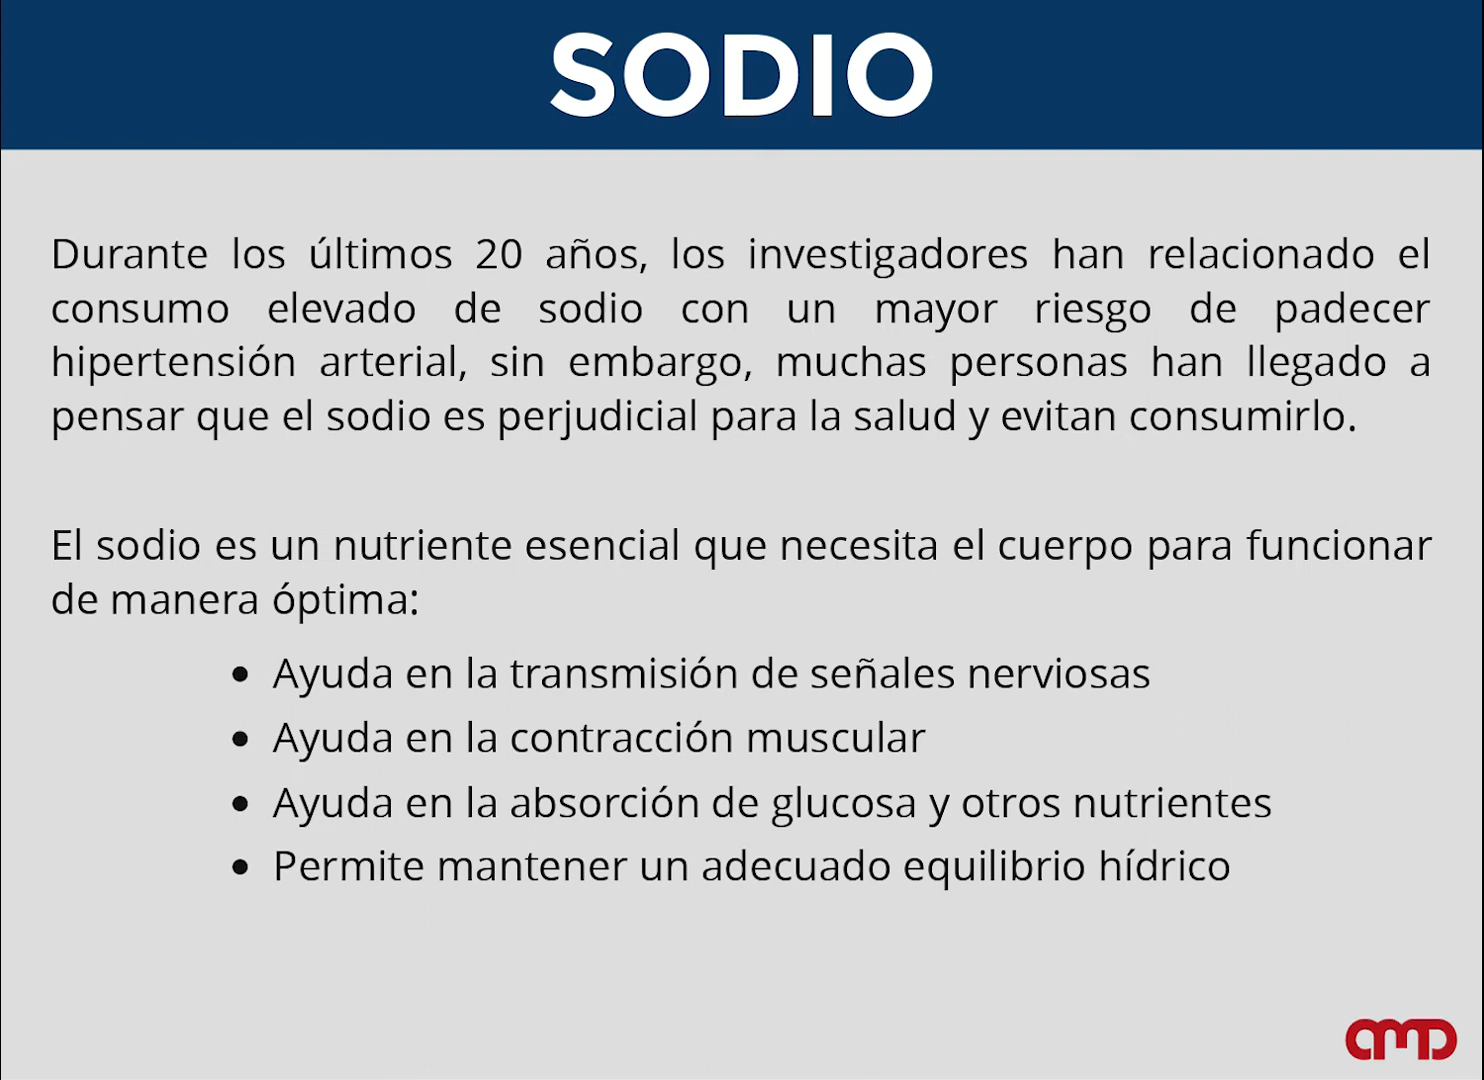 SODIO
Durante los últimos 20 años, los investigadores han relacionado el
consumo elevado de sodio con un mayor riesgo de padecer
hipertensión arterial, sin embargo, muchas personas han llegado a
pensar que el sodio es perjudicial para la salud y evitan consumirlo.
El sodio es un nutriente esencial que necesita el cuerpo para funcionar
de manera óptima:
• Ayuda en la transmisión de señales nerviosas
• Ayuda en la contracción muscular
• Ayuda en la absorción de glucosa y otros nutrientes
• Permite mantener un adecuado equilibrio hídrico